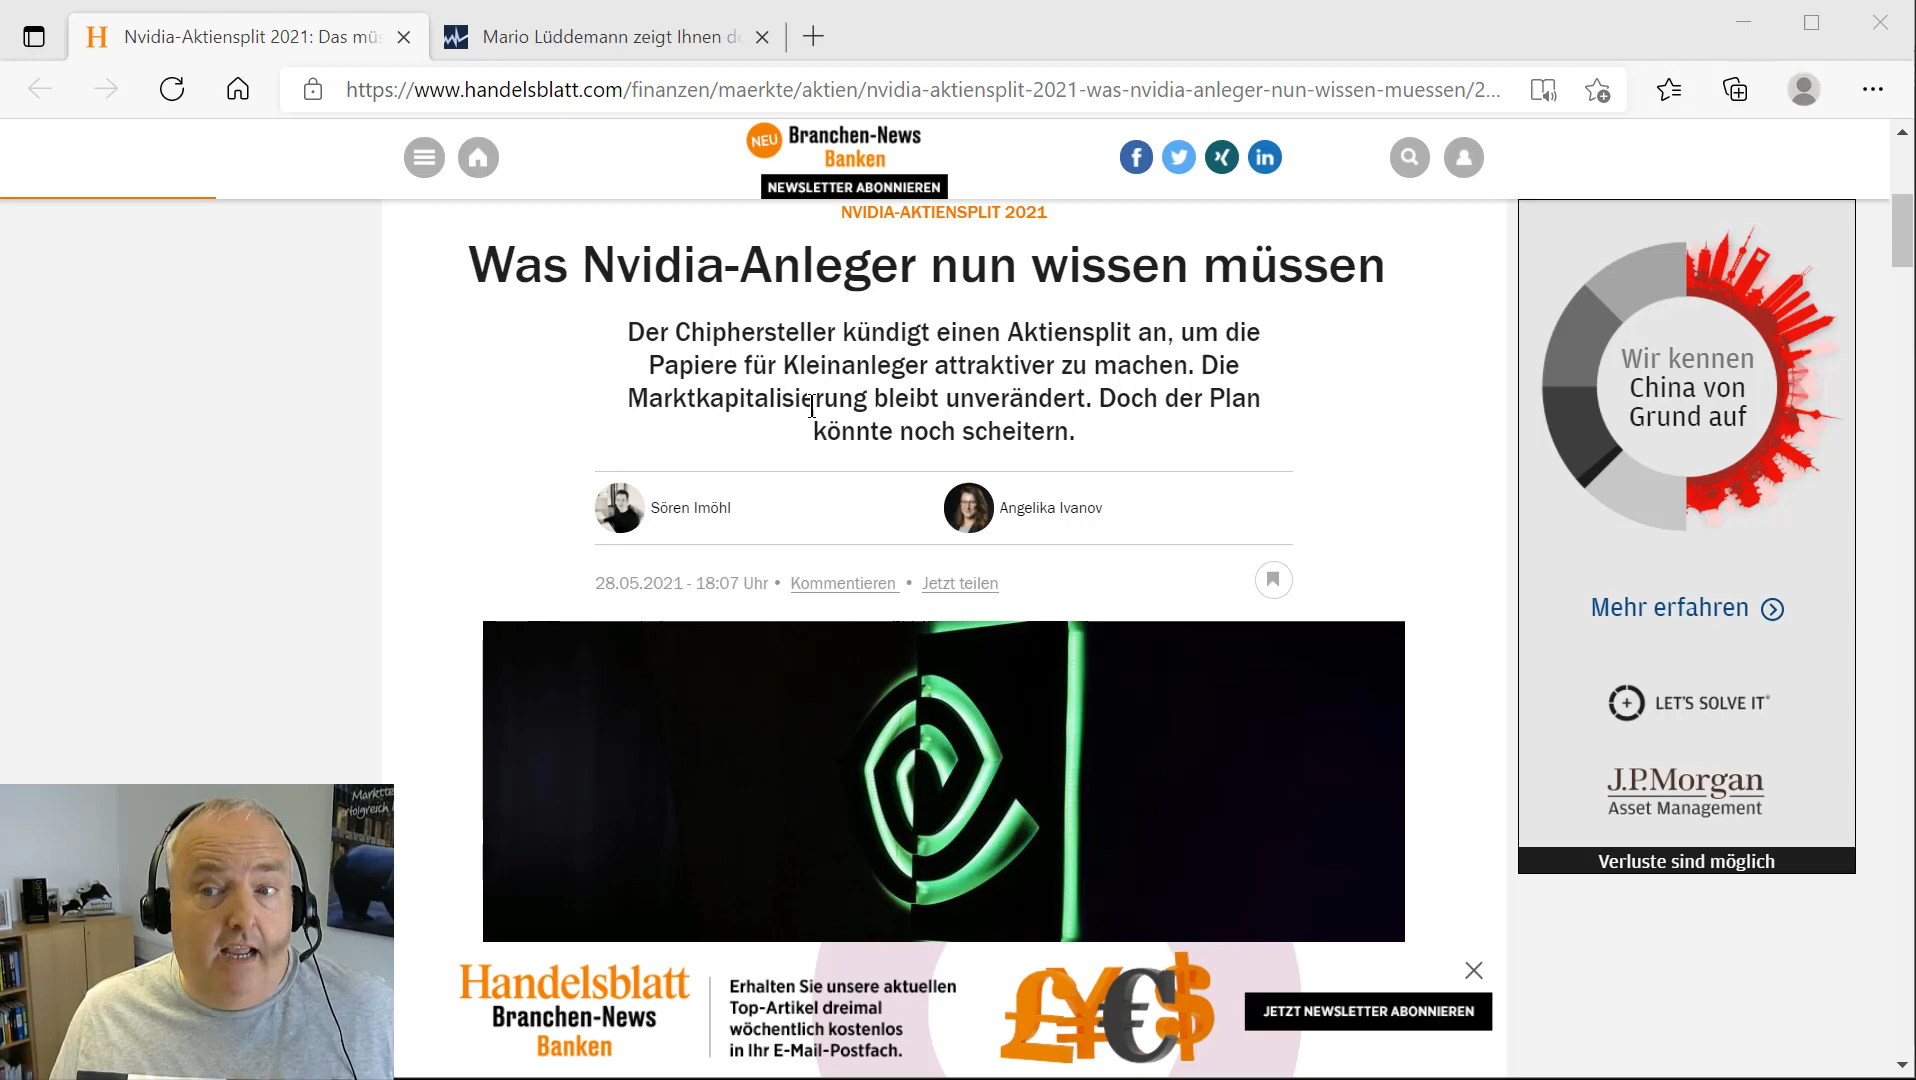 Nvidia-Aktiensplit 2021: Das müs
Mario Lüddemann zeigt Ihnen de
https://www.handelsblatt.com/finanzen/maerkte/aktien/nvidia-aktiensplit-2021-was-nvidia-anleger-nun-wissen-muessen/2...
NEU
Branchen-News
Banken
NEWSLETTER ABONNIEREN
NVIDIA-AKTIENSPLIT 2021
Was Nvidia-Anleger nun wissen müssen
Der Chiphersteller kündigt einen Aktiensplit an, um die
Papiere für Kleinanleger attraktiver zu machen. Die
Marktkapitalisierung bleibt unverändert. Doch der Plan
könnte noch scheitern.
Sören Imöhl
Angelika Ivanov
28.05.2021 - 18:07 Uhr • Kommentieren • Jetzt teilen
Wir kennen
China von
Grund auf
Mehr erfahren
LET'S SOLVE IT®
J.P.Morgan
Asset Management
Verluste sind möglich
Handelsblatt
Branchen-News
Banken
Erhalten Sie unsere aktuellen
Top-Artikel dreimal
wöchentlich kostenlos
in Ihr E-Mail-Postfach.
JETZT NEWSLETTER ABONNIEREN